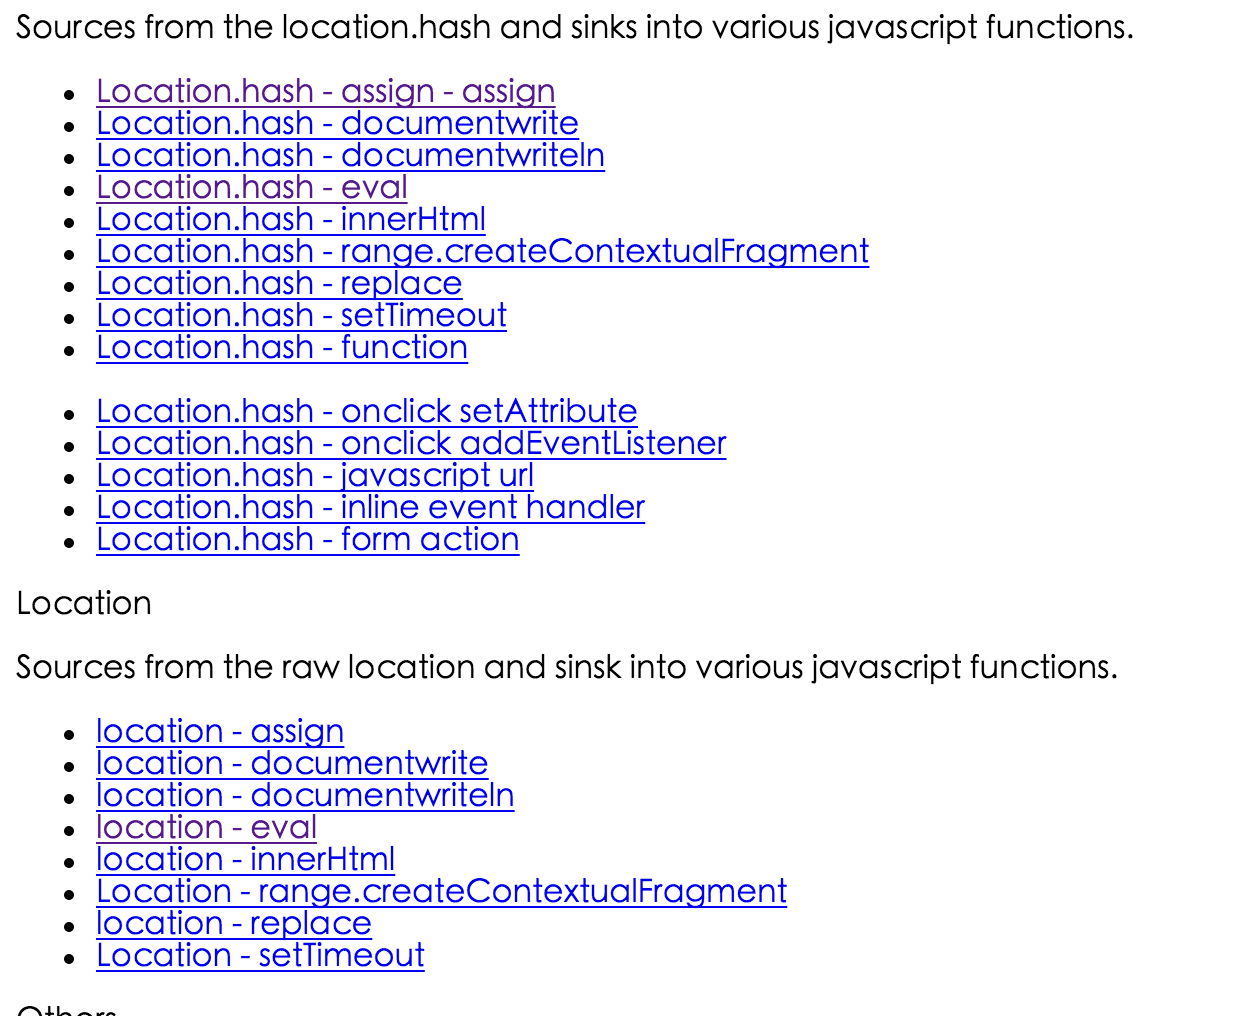 Sources from the location.hash and sinks into various javascript functions.
Location.hash - assign - assign
Location.hash - documentwrite
Location.hash - documentwriteln
Location.hash - eval
Location.hash - innerHtml
Location.hash - range.createContextualFragment
Location.hash - replace
Location.hash - setTimeout
Location.hash - function
Location.hash - onclick setAttribute
Location.hash - onclick addEventListener
Location.hash - javascript url
Location.hash - inline event handler
Location.hash - form action
Location
Sources from the raw location and sinsk into various javascript functions.
location - assign
location - documentwrite
location - documentwriteln
location - eval
location - innerHtml
Location - range.createContextualFragment
location - replace
Location - setTimeout
Others